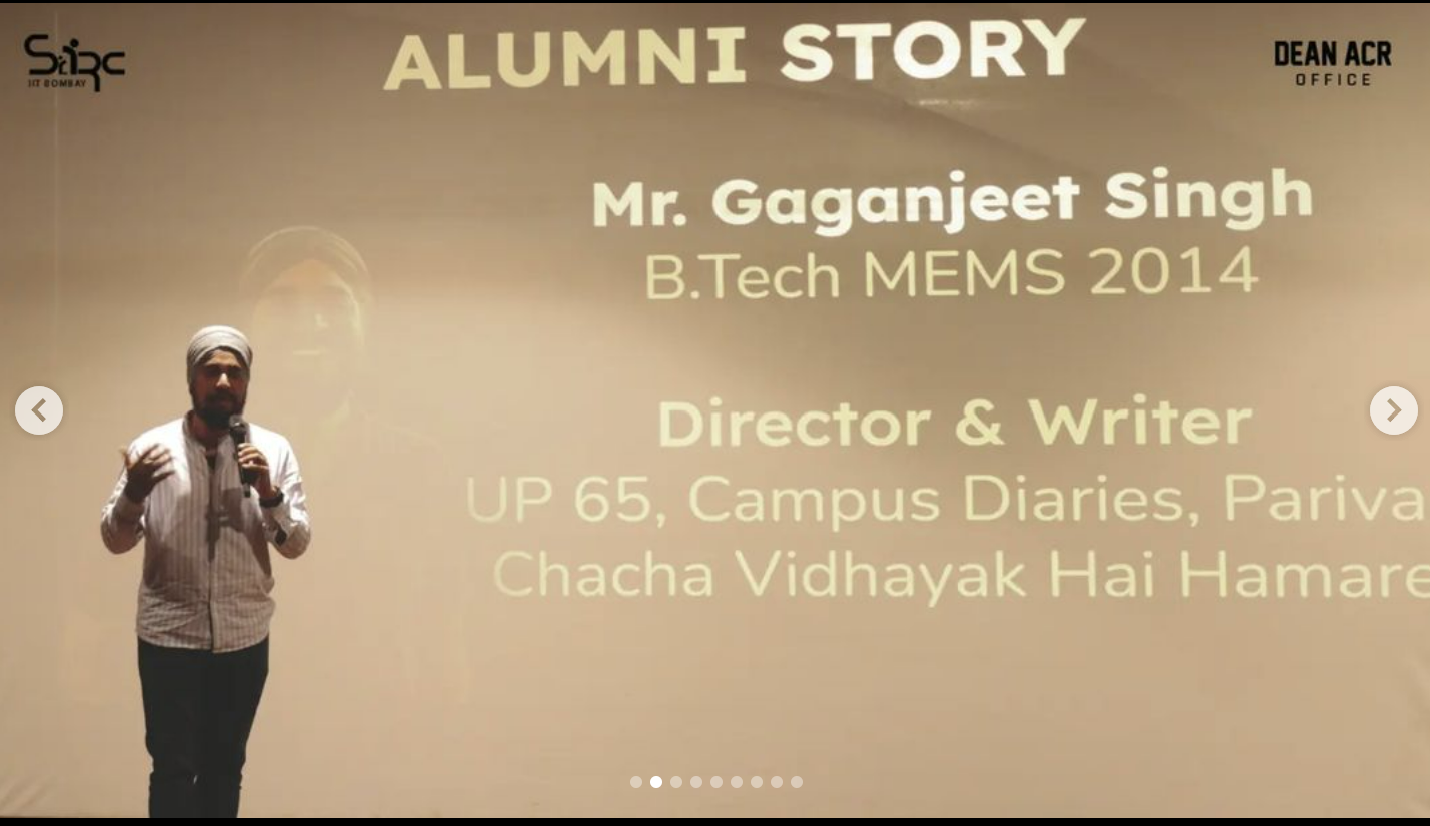 SARC
IIT BOMBAY
ALUMNI STORY
DEAN ACR
OFFICE
Mr. Gaganjeet Singh
B.Tech MEMS 2014
Director & Writer
UP 65, Campus Diaries, Pariva
Chacha Vidhayak Hai Hamare